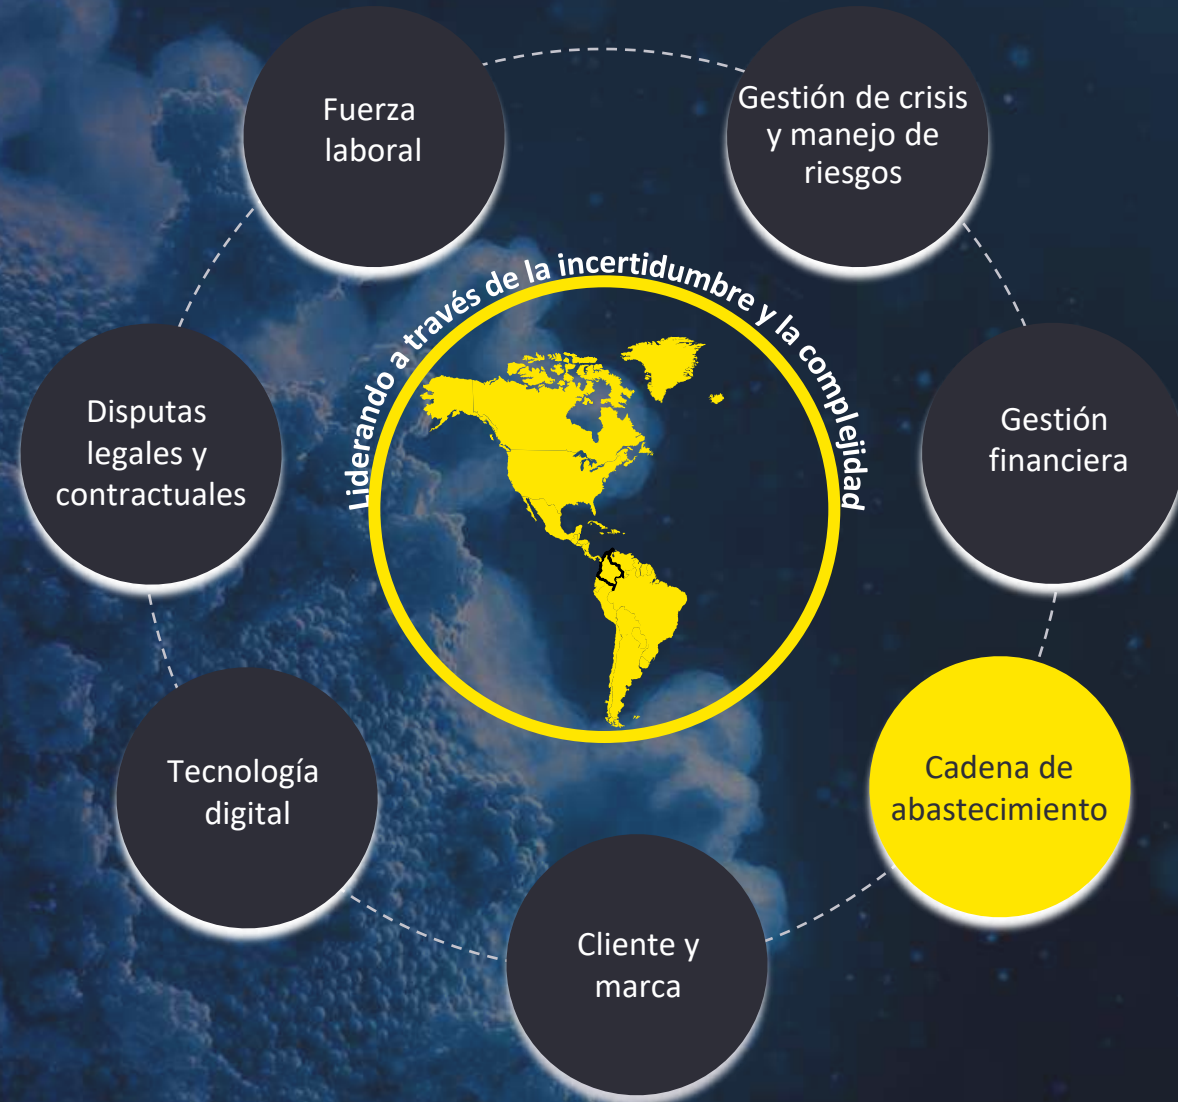 Fuerza
laboral
Gestión de crisis
y manejo de
riesgos
Liderando a través de la incertidumbre y la complejidad
Disputas
legales y
contractuales
Gestión
financiera
Tecnología
digital
Cadena de
abastecimiento
Cliente y
marca